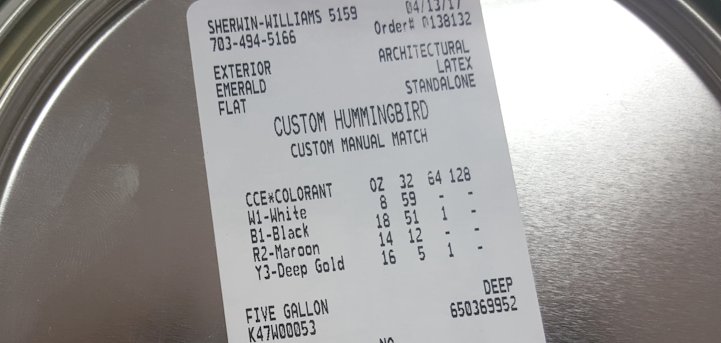 SHERWIN-WILLIAMS 5159 04/13/17
703-494-5166 Order# 0138132
EXTERIOR ARCHITECTURAL
EMERALD LATEX
FLAT STANDALONE
CUSTOM HUMMINGBIRD
CUSTOM MANUAL MATCH
CCE*COLORANT OZ 32 64 128
W1-White 8 59 - -
B1-Black 18 51 1 -
R2-Maroon 14 12 - -
Y3-Deep Gold 16 5 1 -
FIVE GALLON DEEP
K47W00053 650369952